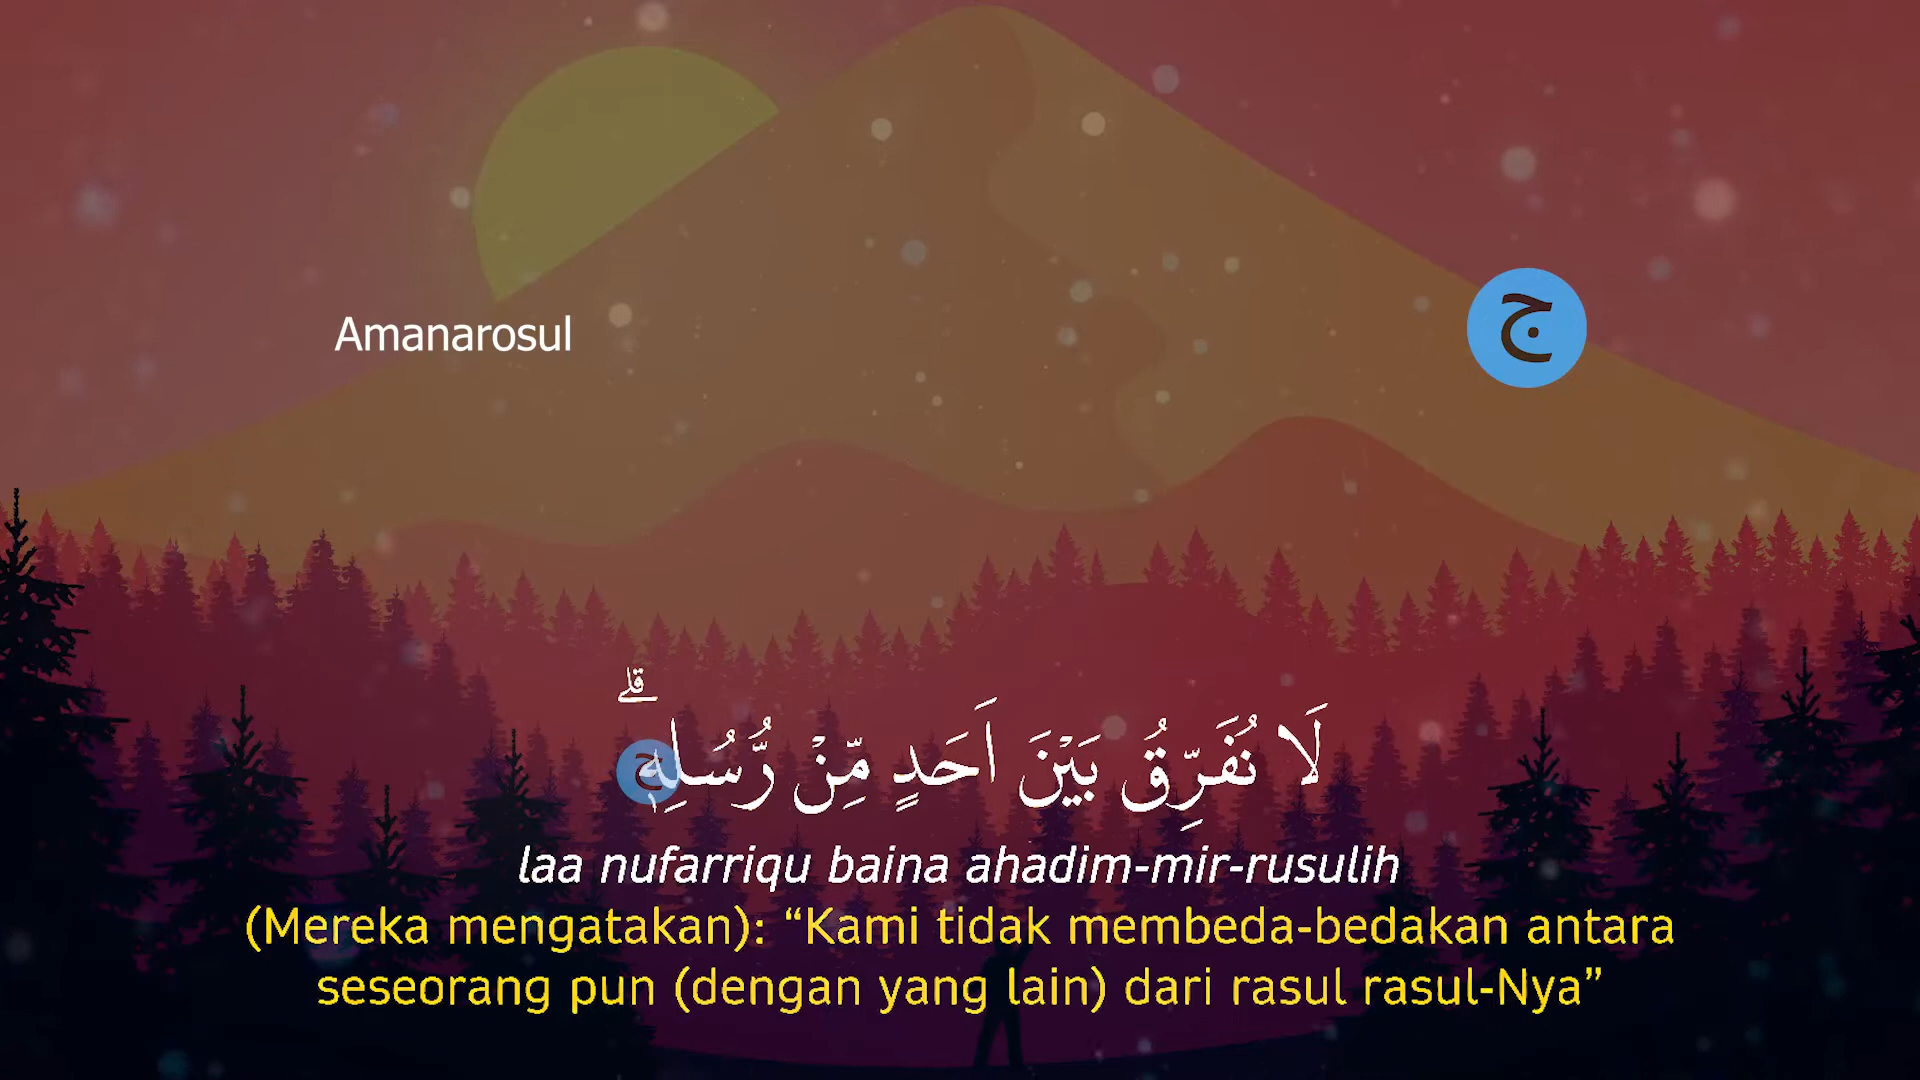 Amanarosul
ج
لَا نُفَرِّقُ بَيْنَ اَحَدٍ مِّنْ رُّسُلِهٖ ۗ
ج
laa nufarriqu baina ahadim-mir-rusulih
(Mereka mengatakan): “Kami tidak membeda-bedakan antara
seseorang pun (dengan yang lain) dari rasul rasul-Nya”